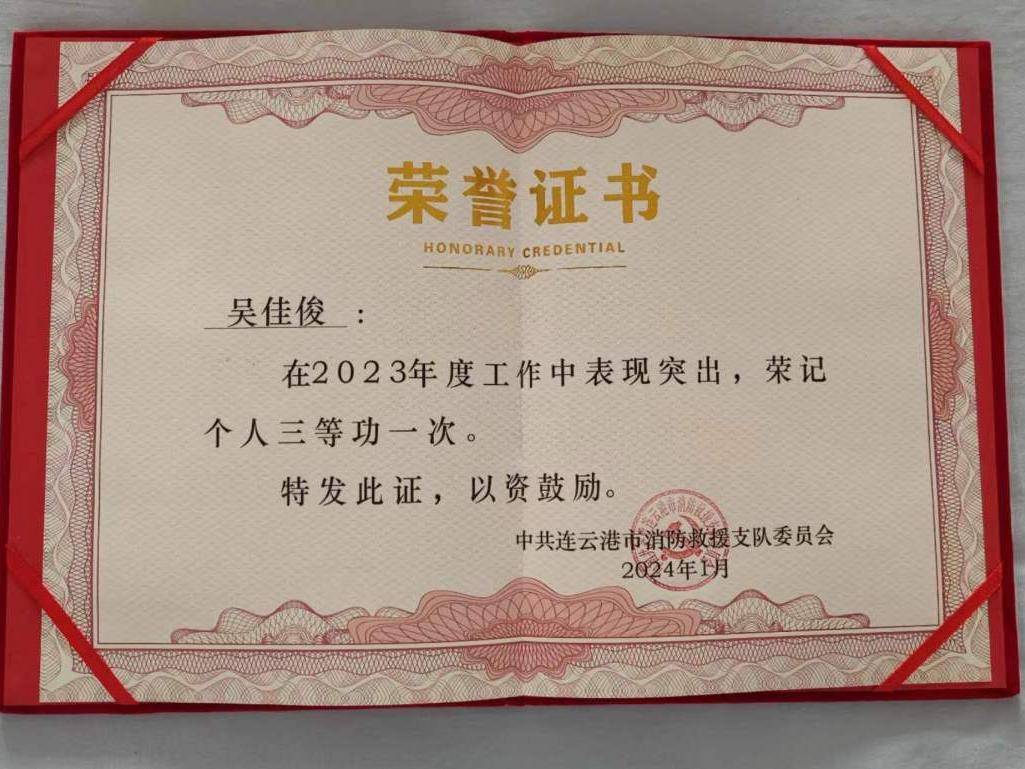 荣誉证书
HONORARY CREDENTIAL
吴佳俊：
在2023年度工作中表现突出，荣记
个人三等功一次。
特发此证，以资鼓励。
中共连云港市消防救援支队委员会
2024年1月